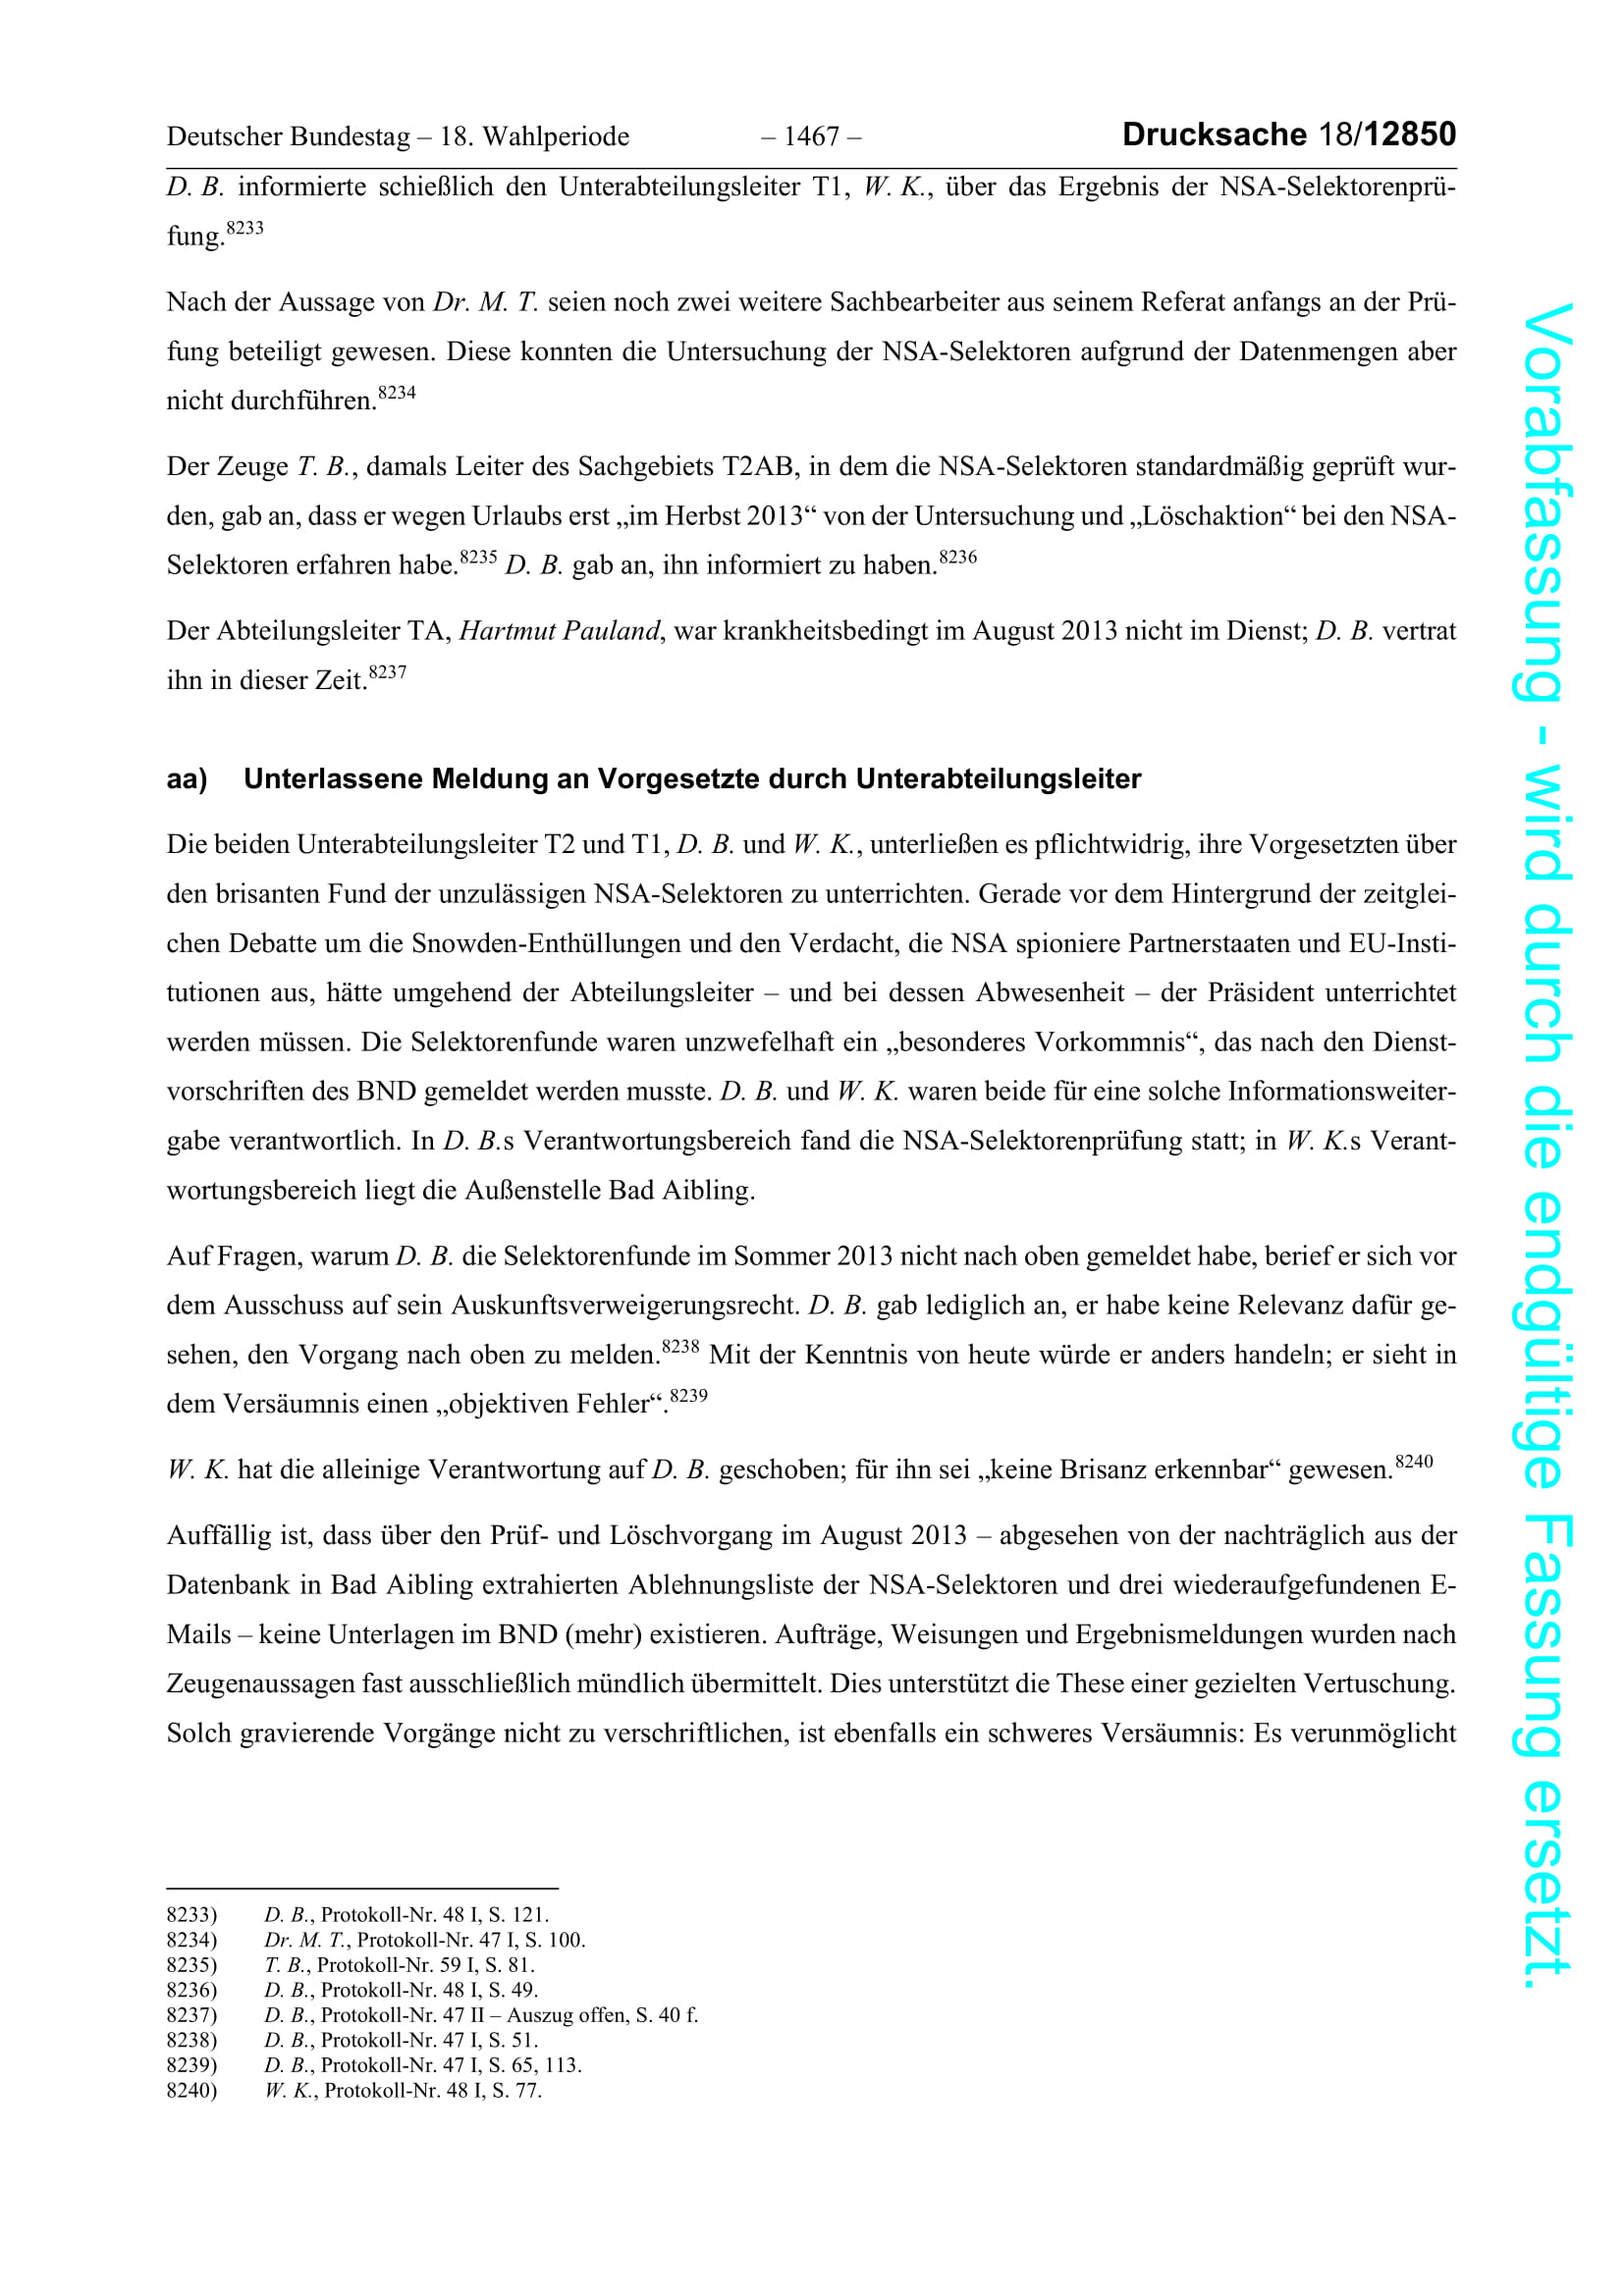 Deutscher Bundestag – 18. Wahlperiode – 1467 – Drucksache 18/12850
D. B. informierte schießlich den Unterabteilungsleiter T1, W. K., über das Ergebnis der NSA-Selektorenprü-
fung.8233
Nach der Aussage von Dr. M. T. seien noch zwei weitere Sachbearbeiter aus seinem Referat anfangs an der Prü-
fung beteiligt gewesen. Diese konnten die Untersuchung der NSA-Selektoren aufgrund der Datenmengen aber
nicht durchführen.8234
Der Zeuge T. B., damals Leiter des Sachgebiets T2AB, in dem die NSA-Selektoren standardmäßig geprüft wur-
den, gab an, dass er wegen Urlaubs erst „im Herbst 2013“ von der Untersuchung und „Löschaktion“ bei den NSA-
Selektoren erfahren habe.8235 D. B. gab an, ihn informiert zu haben.8236
Der Abteilungsleiter TA, Hartmut Pauland, war krankheitsbedingt im August 2013 nicht im Dienst; D. B. vertrat
ihn in dieser Zeit.8237
aa) Unterlassene Meldung an Vorgesetzte durch Unterabteilungsleiter
Die beiden Unterabteilungsleiter T2 und T1, D. B. und W. K., unterließen es pflichtwidrig, ihre Vorgesetzten über
den brisanten Fund der unzulässigen NSA-Selektoren zu unterrichten. Gerade vor dem Hintergrund der zeitglei-
chen Debatte um die Snowden-Enthüllungen und den Verdacht, die NSA spioniere Partnerstaaten und EU-Insti-
tutionen aus, hätte umgehend der Abteilungsleiter – und bei dessen Abwesenheit – der Präsident unterrichtet
werden müssen. Die Selektorenfunde waren unzwefelhaft ein „besonderes Vorkommnis“, das nach den Dienst-
vorschriften des BND gemeldet werden musste. D. B. und W. K. waren beide für eine solche Informationsweiter-
gabe verantwortlich. In D. B.s Verantwortungsbereich fand die NSA-Selektorenprüfung statt; in W. K.s Verant-
wortungsbereich liegt die Außenstelle Bad Aibling.
Auf Fragen, warum D. B. die Selektorenfunde im Sommer 2013 nicht nach oben gemeldet habe, berief er sich vor
dem Ausschuss auf sein Auskunftsverweigerungsrecht. D. B. gab lediglich an, er habe keine Relevanz dafür ge-
sehen, den Vorgang nach oben zu melden.8238 Mit der Kenntnis von heute würde er anders handeln; er sieht in
dem Versäumnis einen „objektiven Fehler“.8239
W. K. hat die alleinige Verantwortung auf D. B. geschoben; für ihn sei „keine Brisanz erkennbar“ gewesen.8240
Auffällig ist, dass über den Prüf- und Löschvorgang im August 2013 – abgesehen von der nachträglich aus der
Datenbank in Bad Aibling extrahierten Ablehnungsliste der NSA-Selektoren und drei wiederaufgefundenen E-
Mails – keine Unterlagen im BND (mehr) existieren. Aufträge, Weisungen und Ergebnismeldungen wurden nach
Zeugenaussagen fast ausschließlich mündlich übermittelt. Dies unterstützt die These einer gezielten Vertuschung.
Solch gravierende Vorgänge nicht zu verschriftlichen, ist ebenfalls ein schweres Versäumnis: Es verunmöglicht
8233) D. B., Protokoll-Nr. 48 I, S. 121.
8234) Dr. M. T., Protokoll-Nr. 47 I, S. 100.
8235) T. B., Protokoll-Nr. 59 I, S. 81.
8236) D. B., Protokoll-Nr. 48 I, S. 49.
8237) D. B., Protokoll-Nr. 47 II – Auszug offen, S. 40 f.
8238) D. B., Protokoll-Nr. 47 I, S. 51.
8239) D. B., Protokoll-Nr. 47 I, S. 65, 113.
8240) W. K., Protokoll-Nr. 48 I, S. 77.
Vorabfassung - wird durch die endgültige Fassung ersetzt.